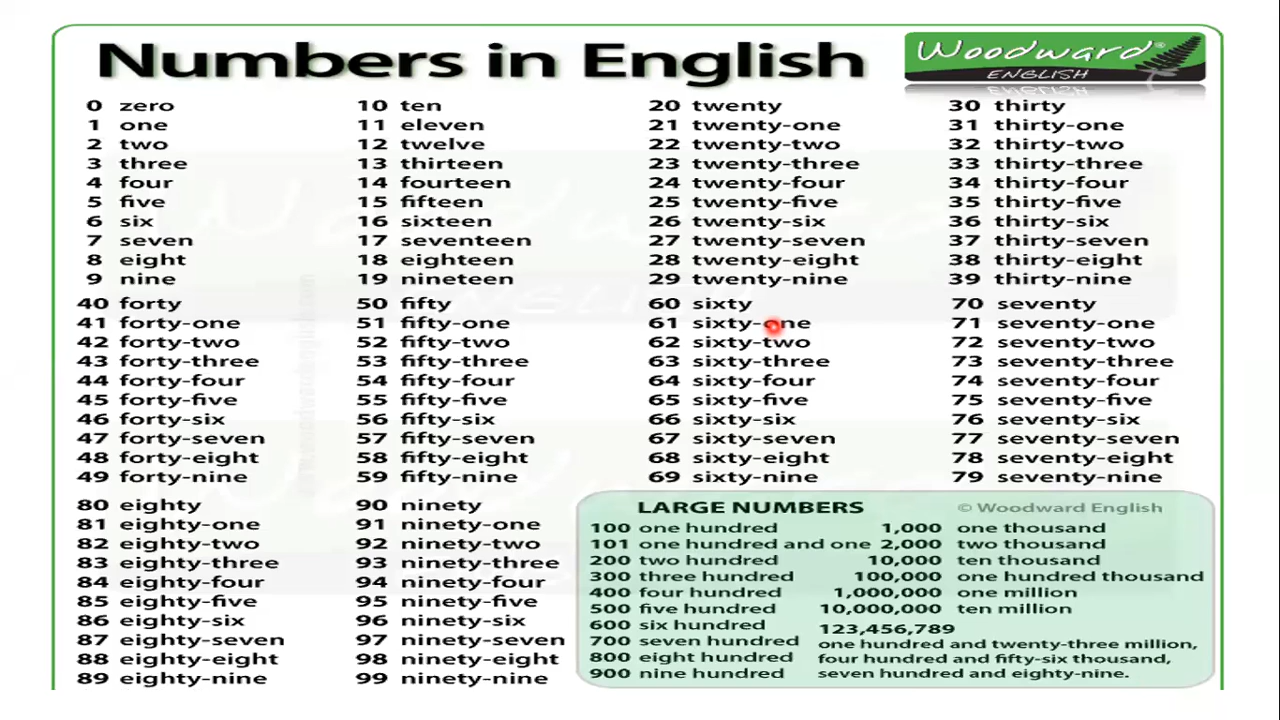 Numbers in English
Woodward®
ENGLISH
0 zero
1 one
2 two
3 three
4 four
5 five
6 six
7 seven
8 eight
9 nine
10 ten
11 eleven
12 twelve
13 thirteen
14 fourteen
15 fifteen
16 sixteen
17 seventeen
18 eighteen
19 nineteen
20 twenty
21 twenty-one
22 twenty-two
23 twenty-three
24 twenty-four
25 twenty-five
26 twenty-six
27 twenty-seven
28 twenty-eight
29 twenty-nine
30 thirty
31 thirty-one
32 thirty-two
33 thirty-three
34 thirty-four
35 thirty-five
36 thirty-six
37 thirty-seven
38 thirty-eight
39 thirty-nine
40 forty
41 forty-one
42 forty-two
43 forty-three
44 forty-four
45 forty-five
46 forty-six
47 forty-seven
48 forty-eight
49 forty-nine
50 fifty
51 fifty-one
52 fifty-two
53 fifty-three
54 fifty-four
55 fifty-five
56 fifty-six
57 fifty-seven
58 fifty-eight
59 fifty-nine
60 sixty
61 sixty-one
62 sixty-two
63 sixty-three
64 sixty-four
65 sixty-five
66 sixty-six
67 sixty-seven
68 sixty-eight
69 sixty-nine
70 seventy
71 seventy-one
72 seventy-two
73 seventy-three
74 seventy-four
75 seventy-five
76 seventy-six
77 seventy-seven
78 seventy-eight
79 seventy-nine
80 eighty
81 eighty-one
82 eighty-two
83 eighty-three
84 eighty-four
85 eighty-five
86 eighty-six
87 eighty-seven
88 eighty-eight
89 eighty-nine
90 ninety
91 ninety-one
92 ninety-two
93 ninety-three
94 ninety-four
95 ninety-five
96 ninety-six
97 ninety-seven
98 ninety-eight
99 ninety-nine
LARGE NUMBERS
© Woodward English
100 one hundred
101 one hundred and one
200 two hundred
300 three hundred
400 four hundred
500 five hundred
600 six hundred
700 seven hundred
800 eight hundred
900 nine hundred
1,000 one thousand
2,000 two thousand
10,000 ten thousand
100,000 one hundred thousand
1,000,000 one million
10,000,000 ten million
123,456,789
one hundred and twenty-three million,
four hundred and fifty-six thousand,
seven hundred and eighty-nine.